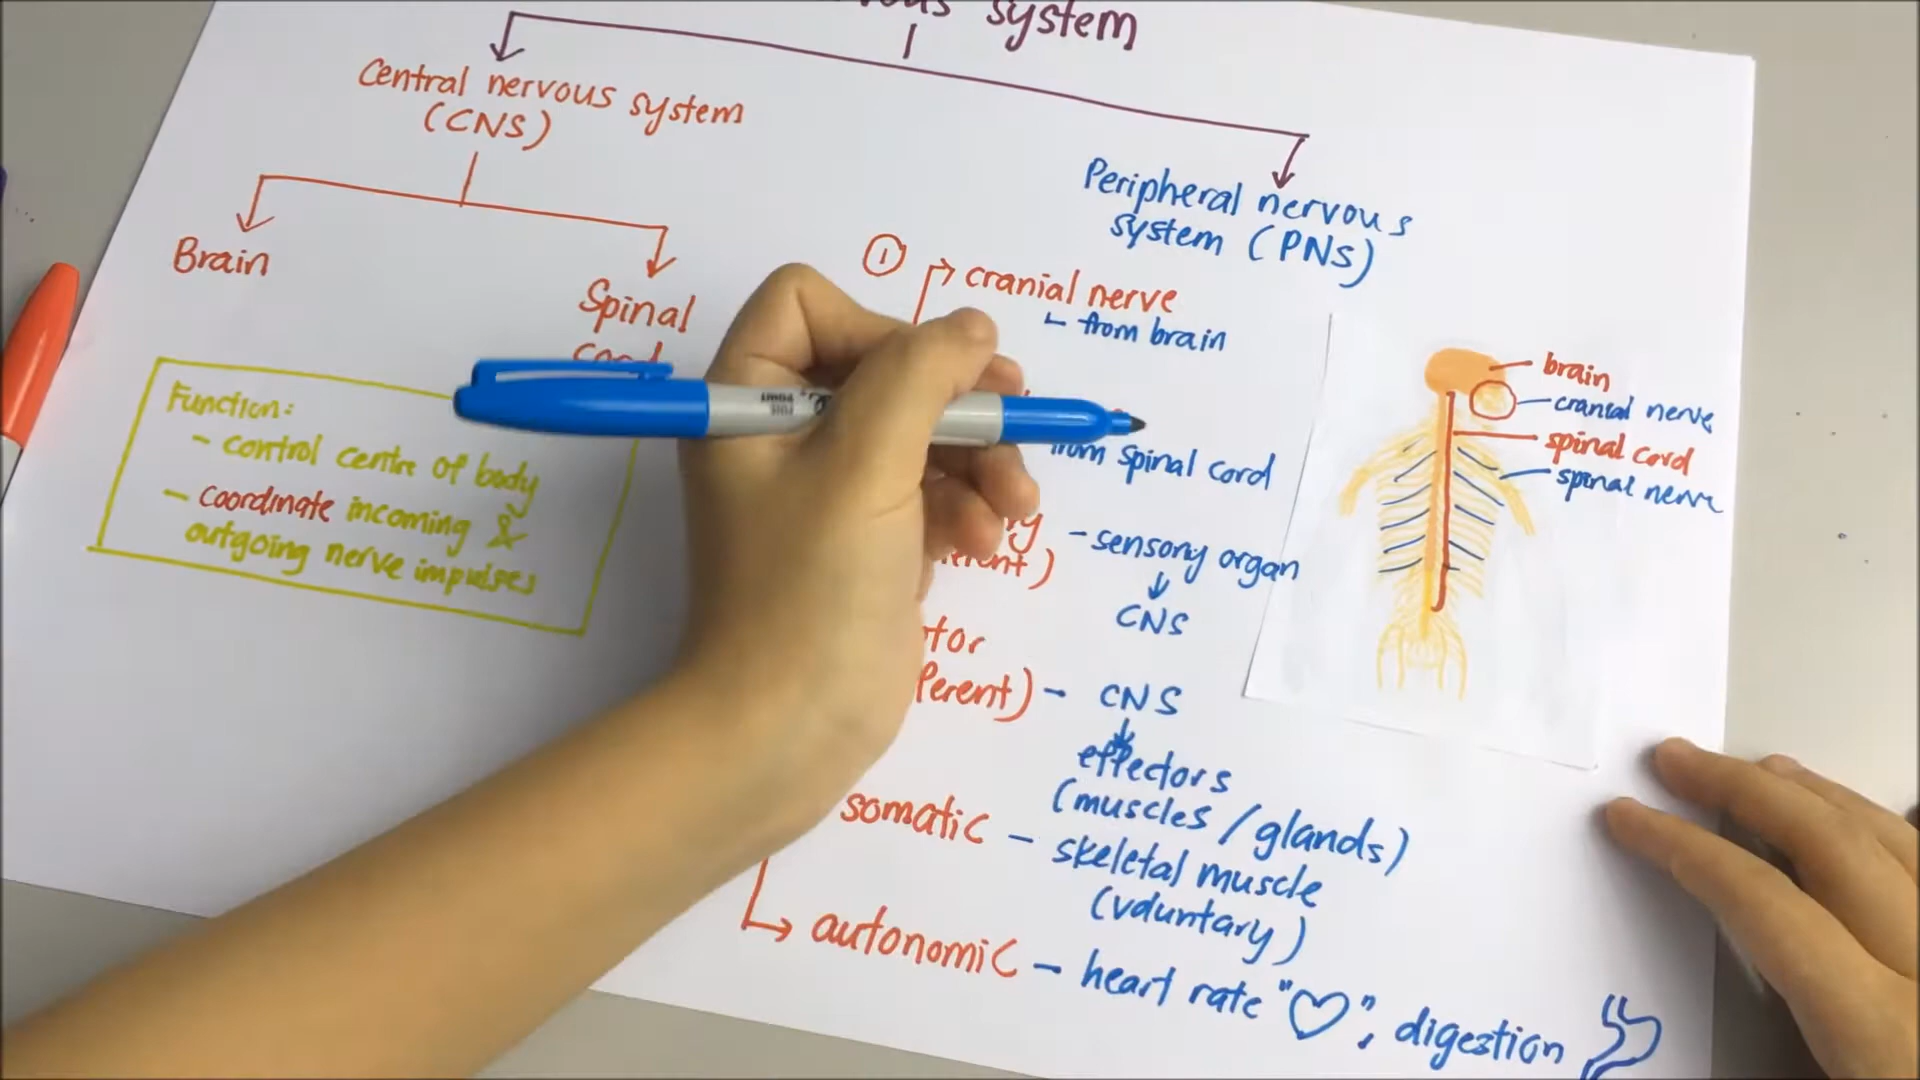 system
Central nervous system
(CNS)
Peripheral nervous
system (PNS)
Brain
Spinal
①
cranial nerve
from brain
from spinal cord
Function:
- control centre of body
- coordinate incoming &
outgoing nerve impulses
- sensory organ
CNS
- CNS
effectors
(muscles / glands)
somatic - skeletal muscle
(voluntary)
autonomic - heart rate "♡", digestion
brain
cranial nerve
spinal cord
spinal nerve